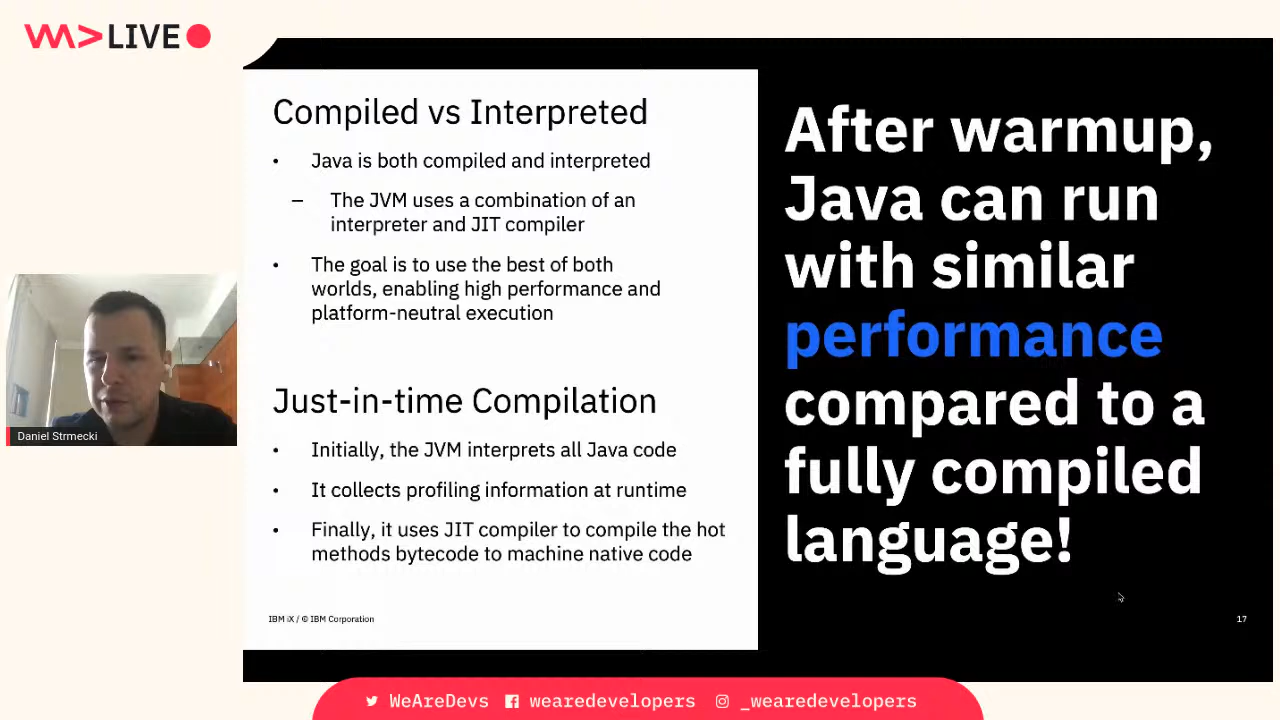 WA>LIVE
Compiled vs Interpreted
• Java is both compiled and interpreted
– The JVM uses a combination of an
interpreter and JIT compiler
• The goal is to use the best of both
worlds, enabling high performance and
platform-neutral execution
Just-in-time Compilation
• Initially, the JVM interprets all Java code
• It collects profiling information at runtime
• Finally, it uses JIT compiler to compile the hot
methods bytecode to machine native code
IBM iX / © IBM Corporation
After warmup,
Java can run
with similar
performance
compared to a
fully compiled
language!
17
Daniel Strmecki
WeAreDevs wearedevelopers _wearedevelopers